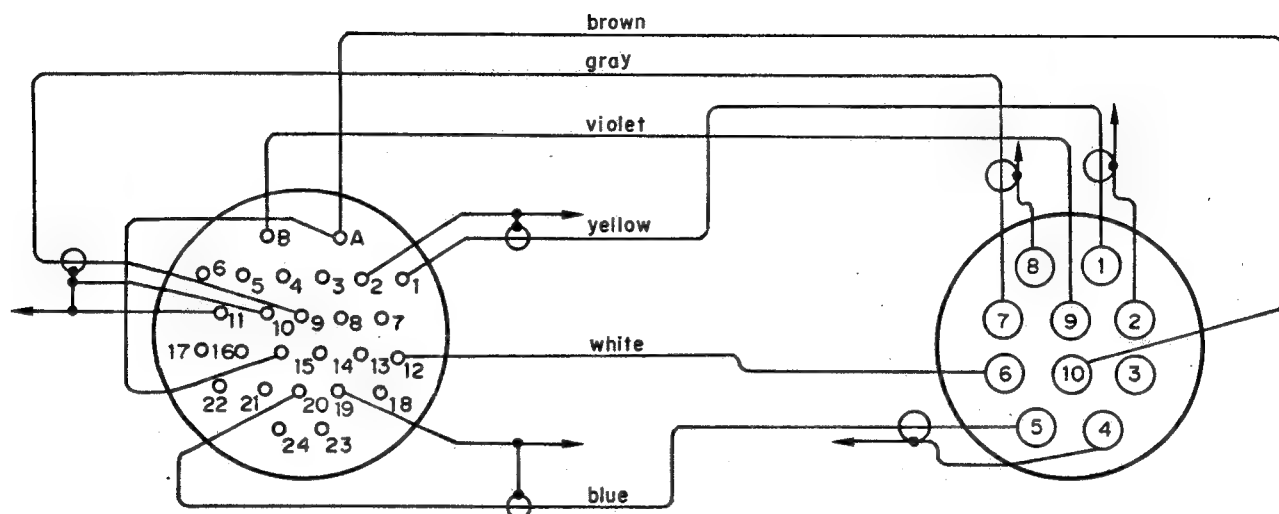 brown
gray
violet
yellow
B A
6 5 4 3 2 1
11 10 9 8 7
17 16 15 14 13 12
22 21 20 19 18
24 23
white
blue
8 1
7 9 2
6 10 3
5 4